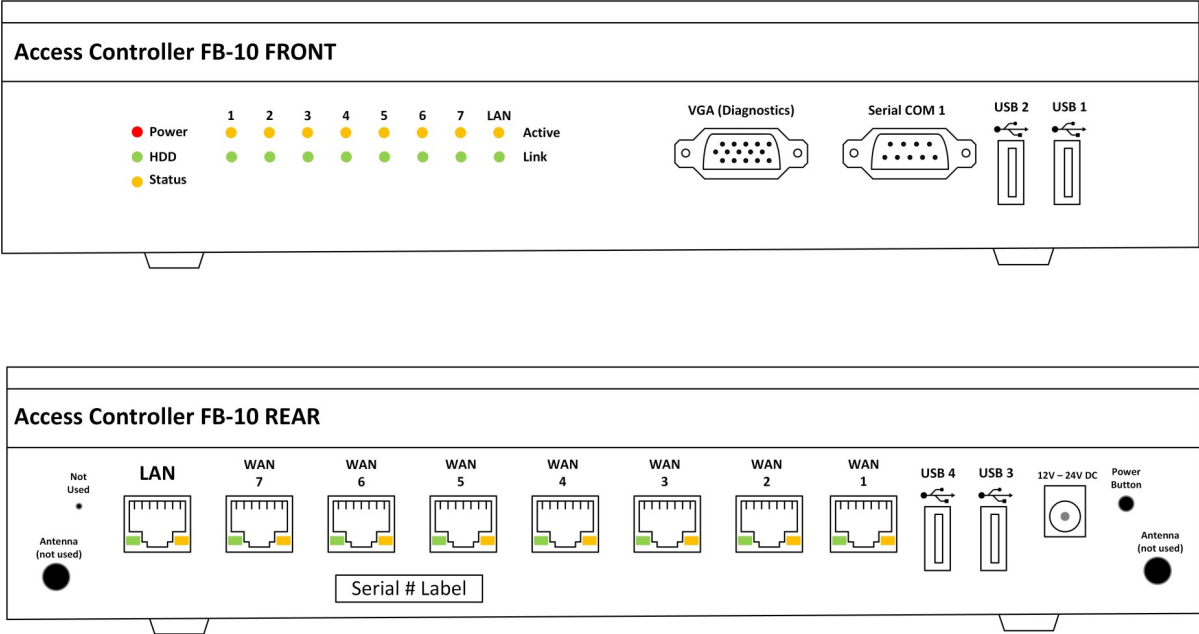 Access Controller FB-10 FRONT
1 2 3 4 5 6 7 LAN
Power
Active
HDD
Link
Status
VGA (Diagnostics)
Serial COM 1
USB 2
USB 1
Access Controller FB-10 REAR
Not
Used
Antenna
(not used)
LAN
WAN
7
WAN
6
WAN
5
WAN
4
WAN
3
WAN
2
WAN
1
USB 4
USB 3
12V – 24V DC
Power
Button
Antenna
(not used)
Serial # Label